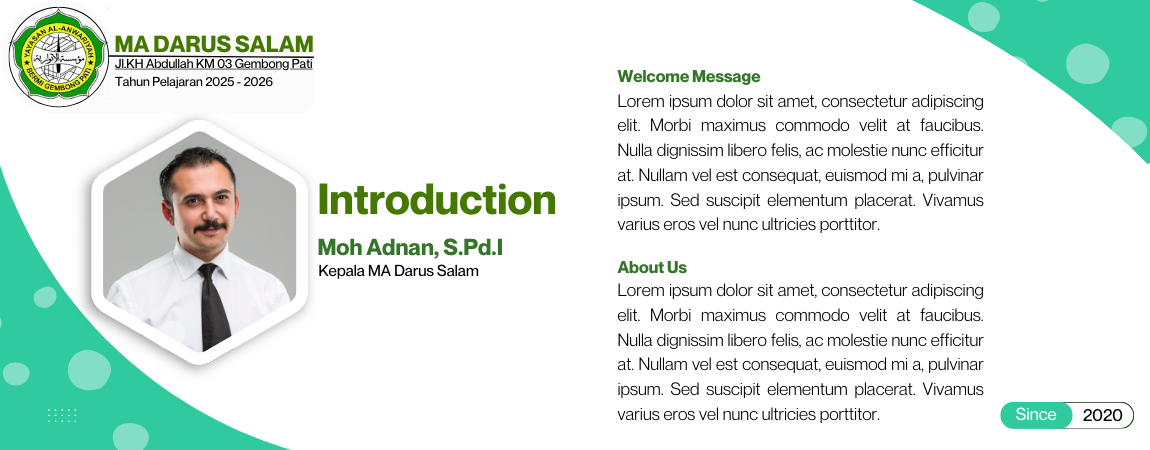 YAYASAN AL-ANWARIYAH
مؤسسة الأنوارية
BERMI GEMBONG PATI
MA DARUS SALAM
Jl.KH Abdullah KM 03 Gembong Pati
Tahun Pelajaran 2025 - 2026
Introduction
Moh Adnan, S.Pd.I
Kepala MA Darus Salam
Welcome Message
Lorem ipsum dolor sit amet, consectetur adipiscing
elit. Morbi maximus commodo velit at faucibus.
Nulla dignissim libero felis, ac molestie nunc efficitur
at. Nullam vel est consequat, euismod mi a, pulvinar
ipsum. Sed suscipit elementum placerat. Vivamus
varius eros vel nunc ultricies porttitor.
About Us
Lorem ipsum dolor sit amet, consectetur adipiscing
elit. Morbi maximus commodo velit at faucibus.
Nulla dignissim libero felis, ac molestie nunc efficitur
at. Nullam vel est consequat, euismod mi a, pulvinar
ipsum. Sed suscipit elementum placerat. Vivamus
varius eros vel nunc ultricies porttitor.
Since 2020